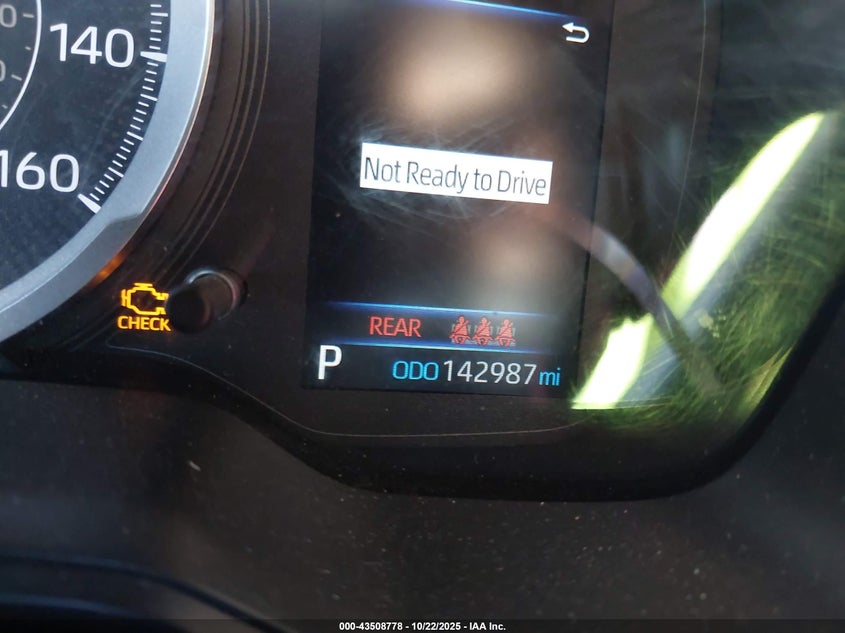 140
160
Not Ready to Drive
CHECK
REAR
P ODO 142987 mi
000-43508778 - 10/22/2025 - IAA Inc.